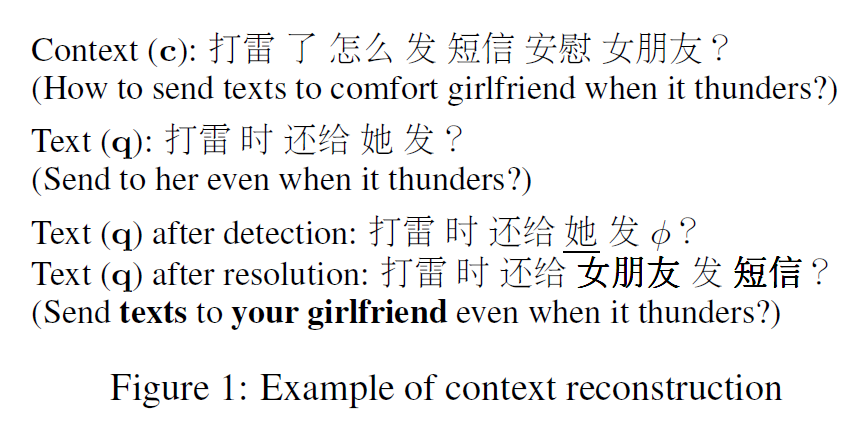 Context (c): 打雷 了 怎么 发 短信 安慰 女朋友？
(How to send texts to comfort girlfriend when it thunders?)
Text (q): 打雷 时 还给 她 发？
(Send to her even when it thunders?)
Text (q) after detection: 打雷 时 还给 她 发 ϕ？
Text (q) after resolution: 打雷 时 还给 女朋友 发 短信？
(Send texts to your girlfriend even when it thunders?)
Figure 1: Example of context reconstruction